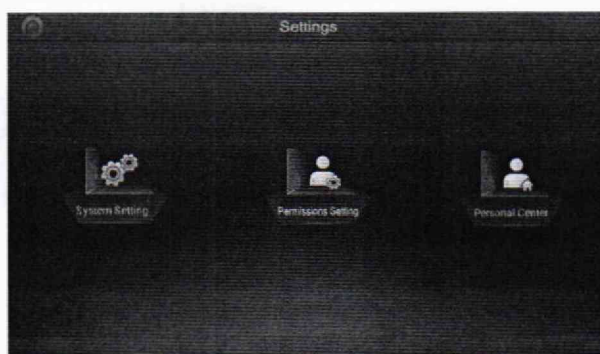 Settings
System Setting
Permissions Setting
Personal Center